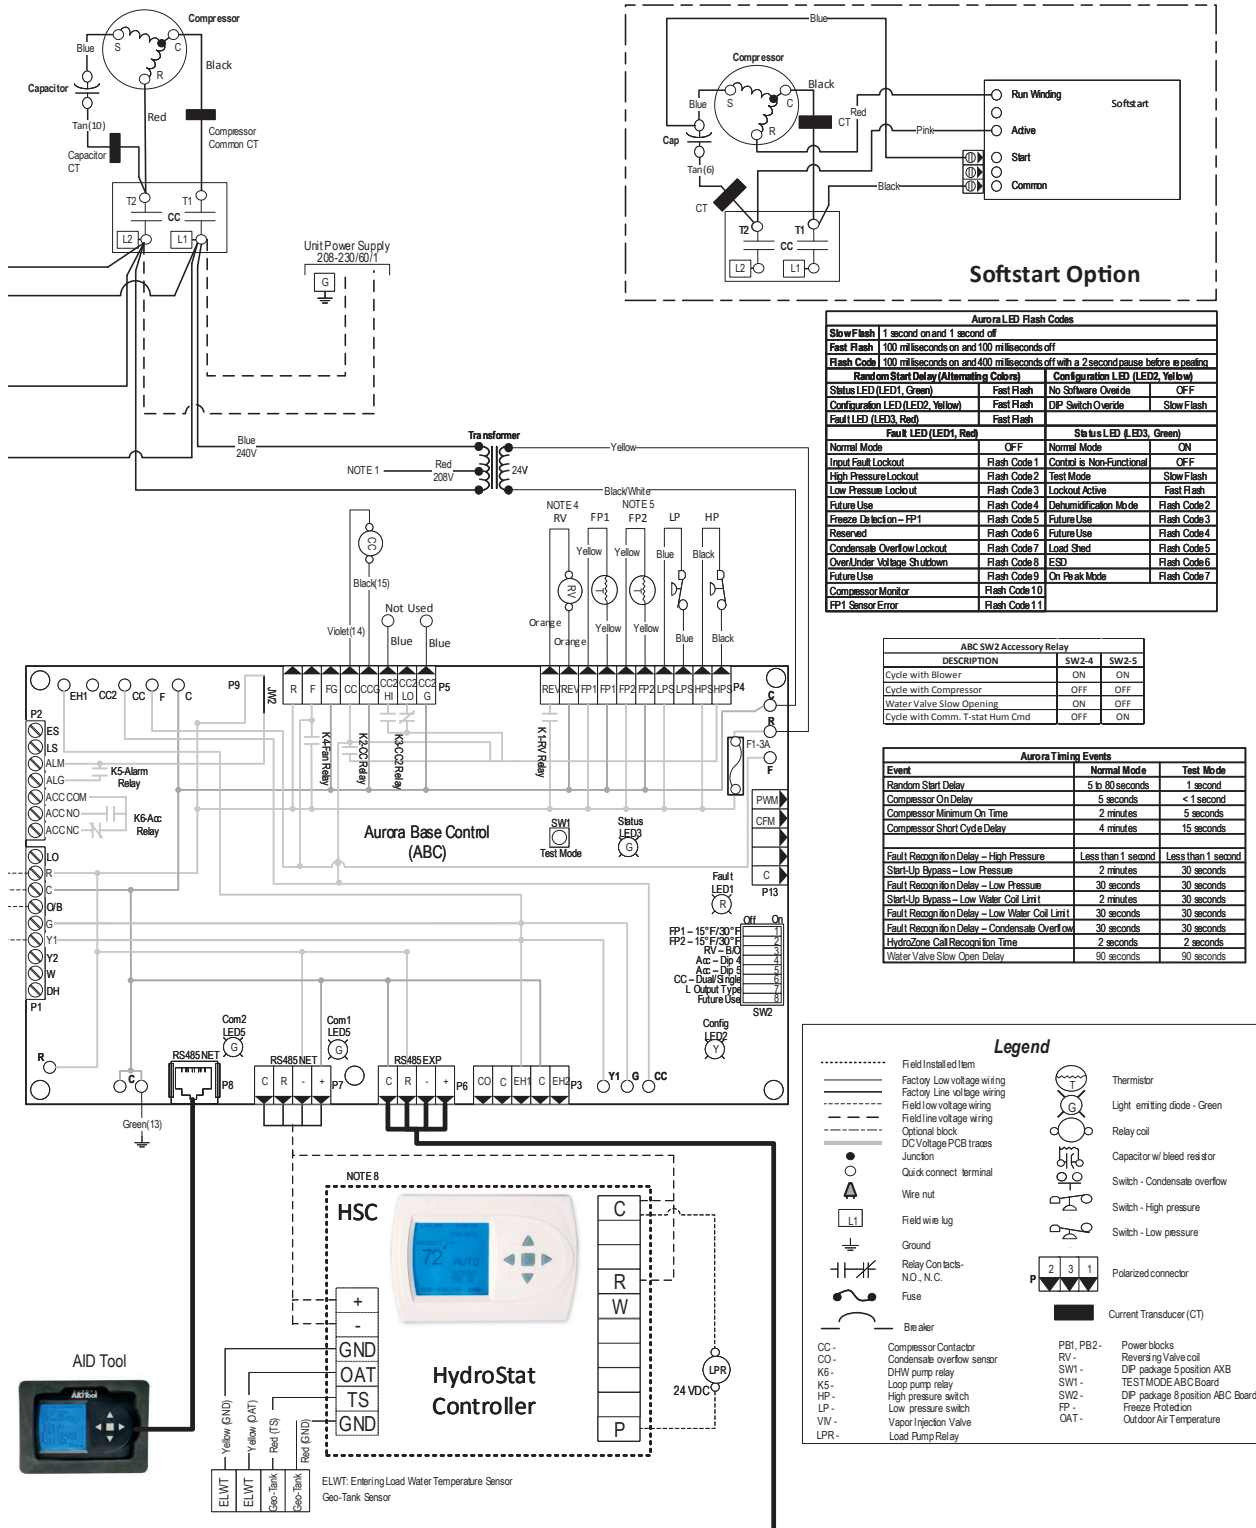 Compressor
Blue
S
C
R
Black
Capacitor
Tan(10)
Red
Compressor
Common CT
Capacitor
CT
T2
T1
CC
L2
L1
Unit Power Supply
208-230/60/1
G
Blue
Compressor
Black
Blue
S
C
R
Red
CT
Cap
Pink
Tan(6)
CT
Black
T2
T1
CC
L2
L1
Run Winding
Softstart
Active
Start
Common
Softstart Option
Aurora LED Flash Codes
Slow Flash 1 second on and 1 second off
Fast Flash 100 milliseconds on and 100 milliseconds off
Flash Code 100 milliseconds on and 400 milliseconds off with a 2 second pause before repeating
Random Start Delay (Alternating Colors) Configuration LED (LED2, Yellow)
Status LED (LED1, Green) Fast Flash No Software Overide OFF
Configuration LED (LED2, Yellow) Fast Flash DIP Switch Overide Slow Flash
Fault LED (LED3, Red) Fast Flash
Fault LED (LED1, Red) Status LED (LED3, Green)
Normal Mode OFF Normal Mode ON
Input Fault Lockout Flash Code 1 Control is Non-Functional OFF
High Pressure Lockout Flash Code 2 Test Mode Slow Flash
Low Pressure Lockout Flash Code 3 Lockout Active Fast Flash
Future Use Flash Code 4 Dehumidification Mode Flash Code 2
Freeze Detection – FP1 Flash Code 5 Future Use Flash Code 3
Reserved Flash Code 6 Future Use Flash Code 4
Condensate Overflow Lockout Flash Code 7 Load Shed Flash Code 5
Over/Under Voltage Shutdown Flash Code 8 ESD Flash Code 6
Future Use Flash Code 9 On Peak Mode Flash Code 7
Compressor Monitor Flash Code 10
FP1 Sensor Error Flash Code 11
Blue
240V
Transformer
Yellow
NOTE 1
Red
208V
24V
Black/White
NOTE 4
RV
FP1
NOTE 5
FP2
LP
HP
CC
Black(15)
Violet(14)
Not Used
Blue
Blue
Yellow
Yellow
Blue
Black
RV
T
T
Orange
Orange
Yellow
Yellow
Blue
Black
ABC SW2 Accessory Relay
DESCRIPTION SW2-4 SW2-5
Cycle with Blower ON ON
Cycle with Compressor OFF OFF
Water Valve Slow Opening ON OFF
Cycle with Comm. T-stat Hum Cmd OFF ON
EH1
CC2
CC
F
C
P9
JW2
R
F
FG
CC
CCG
CC2 HI
CC2 LO
CC2 G
P5
REV
REV
FP1
FP1
FP2
FP2
LPS
LPS
HPS
HPS
P4
C
R
F1-3A
F
P2
ES
LS
ALM
ALG
ACC COM
ACC NO
ACC NC
K5-Alarm
Relay
K6-Acc
Relay
K4-Fan Relay
K2-CC Relay
K3-CC2 Relay
K1-RV Relay
Aurora Base Control
(ABC)
SW1
Test Mode
Status
LED3
G
PWM
CFM
C
P13
Fault
LED1
R
LO
R
C
O/B
G
Y1
Y2
W
DH
P1
Off
On
FP1 – 15°F/30°F 1
FP2 – 15°F/30°F 2
RV – B/O 3
Acc – Dip 4 4
Acc – Dip 5 5
CC – Dual/Single 6
L Output Type 7
Future Use 8
SW2
Config
LED2
Y
Aurora Timing Events
Event Normal Mode Test Mode
Random Start Delay 5 to 80 seconds 1 second
Compressor On Delay 5 seconds < 1 second
Compressor Minimum On Time 2 minutes 5 seconds
Compressor Short Cycle Delay 4 minutes 15 seconds
Fault Recognition Delay – High Pressure Less than 1 second Less than 1 second
Start-Up Bypass – Low Pressure 2 minutes 30 seconds
Fault Recognition Delay – Low Pressure 30 seconds 30 seconds
Start-Up Bypass – Low Water Coil Limit 2 minutes 30 seconds
Fault Recognition Delay – Low Water Coil Limit 30 seconds 30 seconds
Fault Recognition Delay – Condensate Overflow 30 seconds 30 seconds
HydroZone Call Recognition Time 2 seconds 2 seconds
Water Valve Slow Open Delay 90 seconds 90 seconds
R
C
Green(13)
Com2
LED5
G
RS485 NET
P8
Com1
LED5
G
RS485 NET
C
R
-
+
P7
RS485 EXP
C
R
-
+
P6
CO
C
EH1
C
EH2
P3
Y1
G
CC
NOTE 8
HSC
72°
AUTO
+
-
GND
OAT
TS
GND
C
R
W
P
HydroStat
Controller
LPR
24 VDC
AID Tool
AID Tool
Yellow (GND)
Yellow (OAT)
Red (TS)
Red (GND)
ELWT
ELWT
Geo-Tank
Geo-Tank
ELWT: Entering Load Water Temperature Sensor
Geo-Tank Sensor
Legend
Field Installed Item
Factory Low voltage wiring
Factory Line voltage wiring
Field low voltage wiring
Field line voltage wiring
Optional block
DC Voltage PCB traces
Junction
Quick connect terminal
Wire nut
L1 Field wire lug
Ground
Relay Contacts-
N.O., N.C.
Fuse
Breaker
T Thermistor
G Light emitting diode - Green
Relay coil
Capacitor w/ bleed resistor
Switch - Condensate overflow
Switch - High pressure
Switch - Low pressure
P 2 3 1 Polarized connector
Current Transducer (CT)
CC - Compressor Contactor
CO - Condensate overflow sensor
K6 - DHW pump relay
K5 - Loop pump relay
HP - High pressure switch
LP - Low pressure switch
VIV - Vapor Injection Valve
LPR - Load Pump Relay
PB1, PB2 - Power blocks
RV - Reversing Valve coil
SW1 - DIP package 5 position AXB
SW1 - TEST MODE ABC Board
SW2 - DIP package 8 position ABC Board
FP - Freeze Protection
OAT - Outdoor Air Temperature